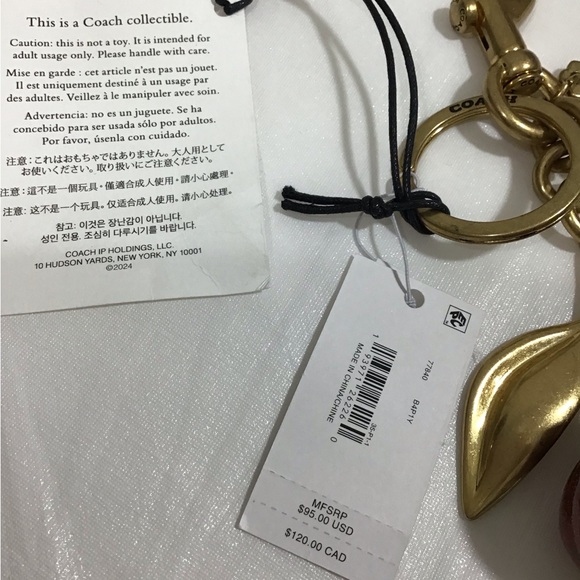 This is a Coach collectible.
Caution: this is not a toy. It is intended for
adult usage only. Please handle with care.
Mise en garde : cet article n'est pas un jouet.
Il est uniquement destiné à un usage par
des adultes. Veillez à le manipuler avec soin.
Advertencia: no es un juguete. Se ha
concebido para ser usada sólo por adultos.
Por favor, úsenla con cuidado.
注意：これはおもちゃではありません。大人用として
お使いください。取り扱いにご注意ください。
注意：這不是一個玩具。僅適合成人使用。請小心處理。
注意：这不是一个玩具。仅适合成人使用。请小心处理。
참고: 이것은 장난감이 아닙니다.
성인 전용. 조심히 다루시기를 바랍니다.
COACH IP HOLDINGS, LLC.
10 HUDSON YARDS, NEW YORK, NY 10001
©2024
COACH
77840 B4P1Y
35-P1-1
1 93971 26226 0
MADE IN CHINA/CHINE
MFSRP
$95.00 USD
$120.00 CAD